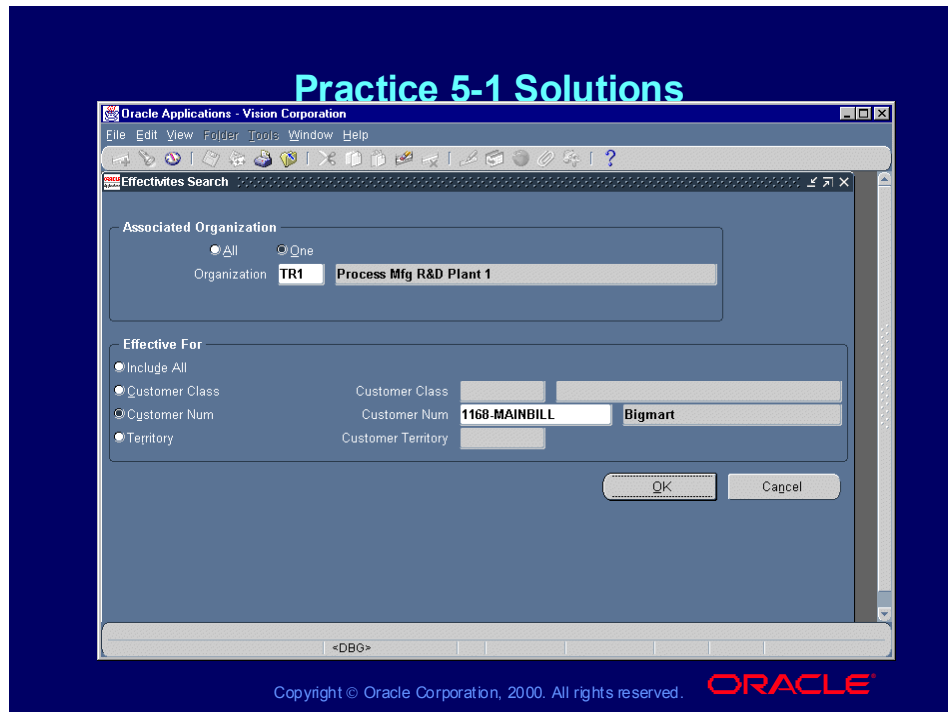 Practice 5-1 Solutions
Oracle Applications - Vision Corporation
File Edit View Folder Tools Window Help
Effectivites Search
Associated Organization
All One
Organization TR1 Process Mfg R&D Plant 1
Effective For
Include All
Customer Class Customer Class
Customer Num Customer Num 1168-MAINBILL Bigmart
Territory Customer Territory
OK Cancel
<DBG>
Copyright © Oracle Corporation, 2000. All rights reserved. ORACLE®